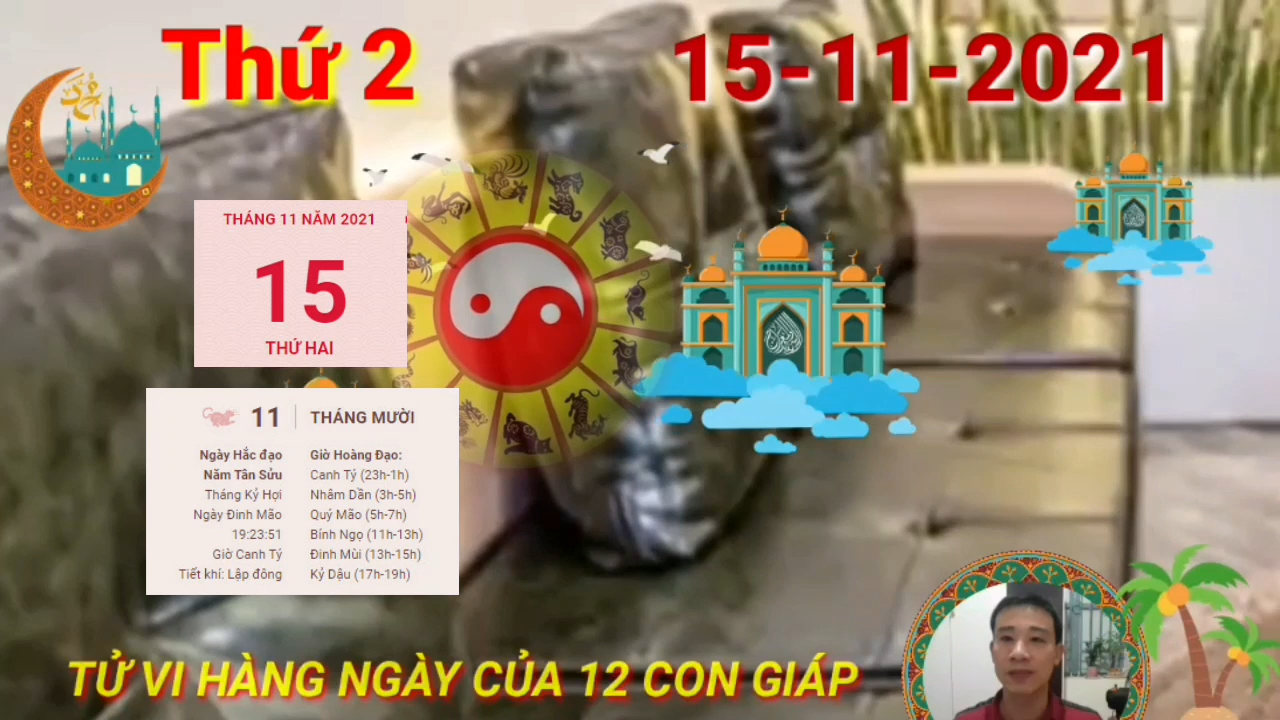 Thứ 2
15-11-2021
THÁNG 11 NĂM 2021
15
THỨ HAI
11
THÁNG MƯỜI
Ngày Hắc đạo
Năm Tân Sửu
Tháng Kỷ Hợi
Ngày Đinh Mão
19:23:51
Giờ Canh Tý
Tiết khí: Lập đông
Giờ Hoàng Đạo:
Canh Tý (23h-1h)
Nhâm Dần (3h-5h)
Quý Mão (5h-7h)
Bính Ngọ (11h-13h)
Đinh Mùi (13h-15h)
Kỷ Dậu (17h-19h)
TỬ VI HÀNG NGÀY CỦA 12 CON GIÁP